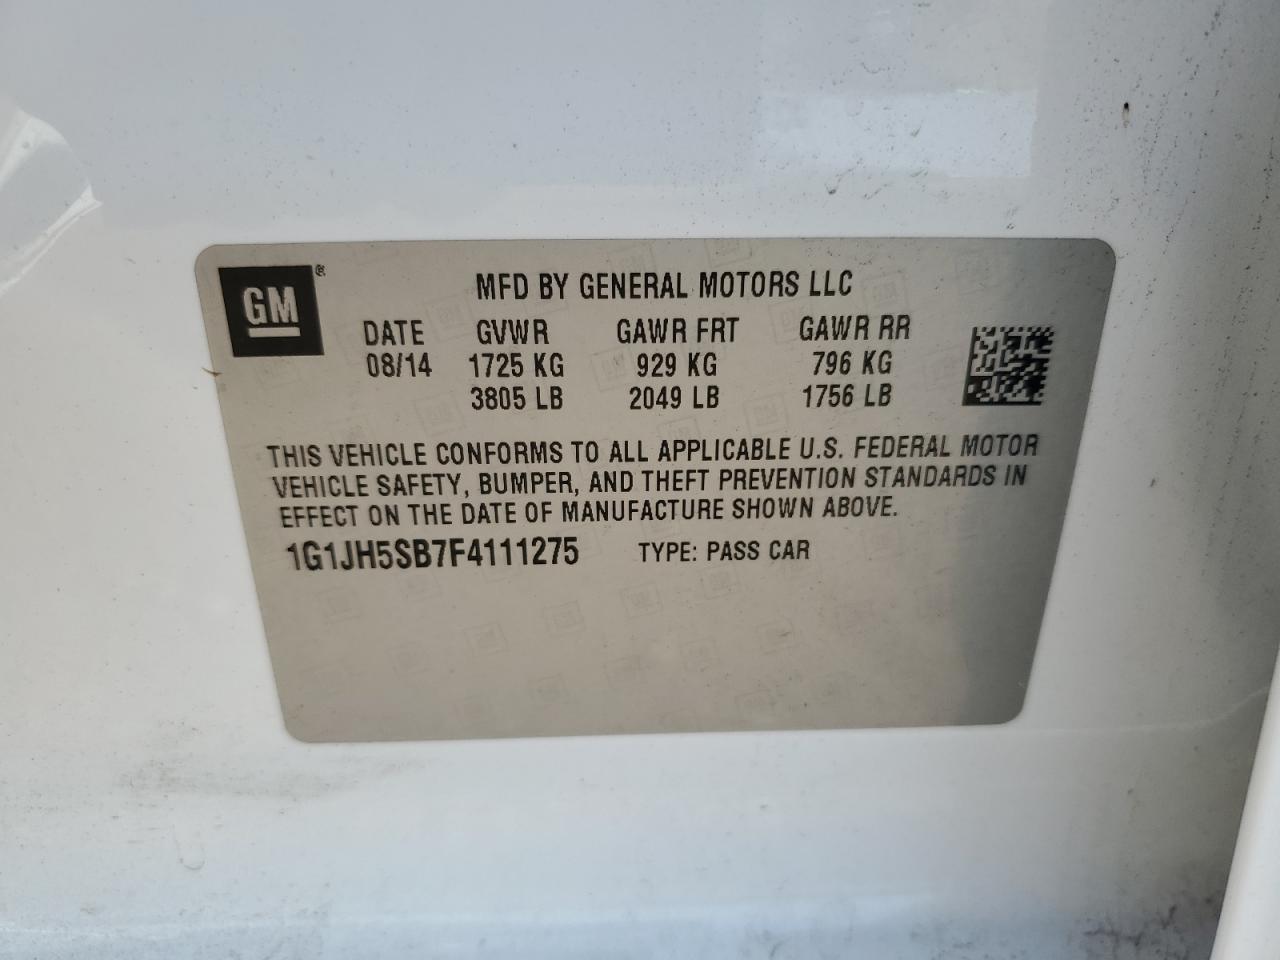 GM ®
MFD BY GENERAL MOTORS LLC
DATE GVWR GAWR FRT GAWR RR
08/14 1725 KG 929 KG 796 KG
3805 LB 2049 LB 1756 LB
THIS VEHICLE CONFORMS TO ALL APPLICABLE U.S. FEDERAL MOTOR
VEHICLE SAFETY, BUMPER, AND THEFT PREVENTION STANDARDS IN
EFFECT ON THE DATE OF MANUFACTURE SHOWN ABOVE.
1G1JH5SB7F4111275 TYPE: PASS CAR